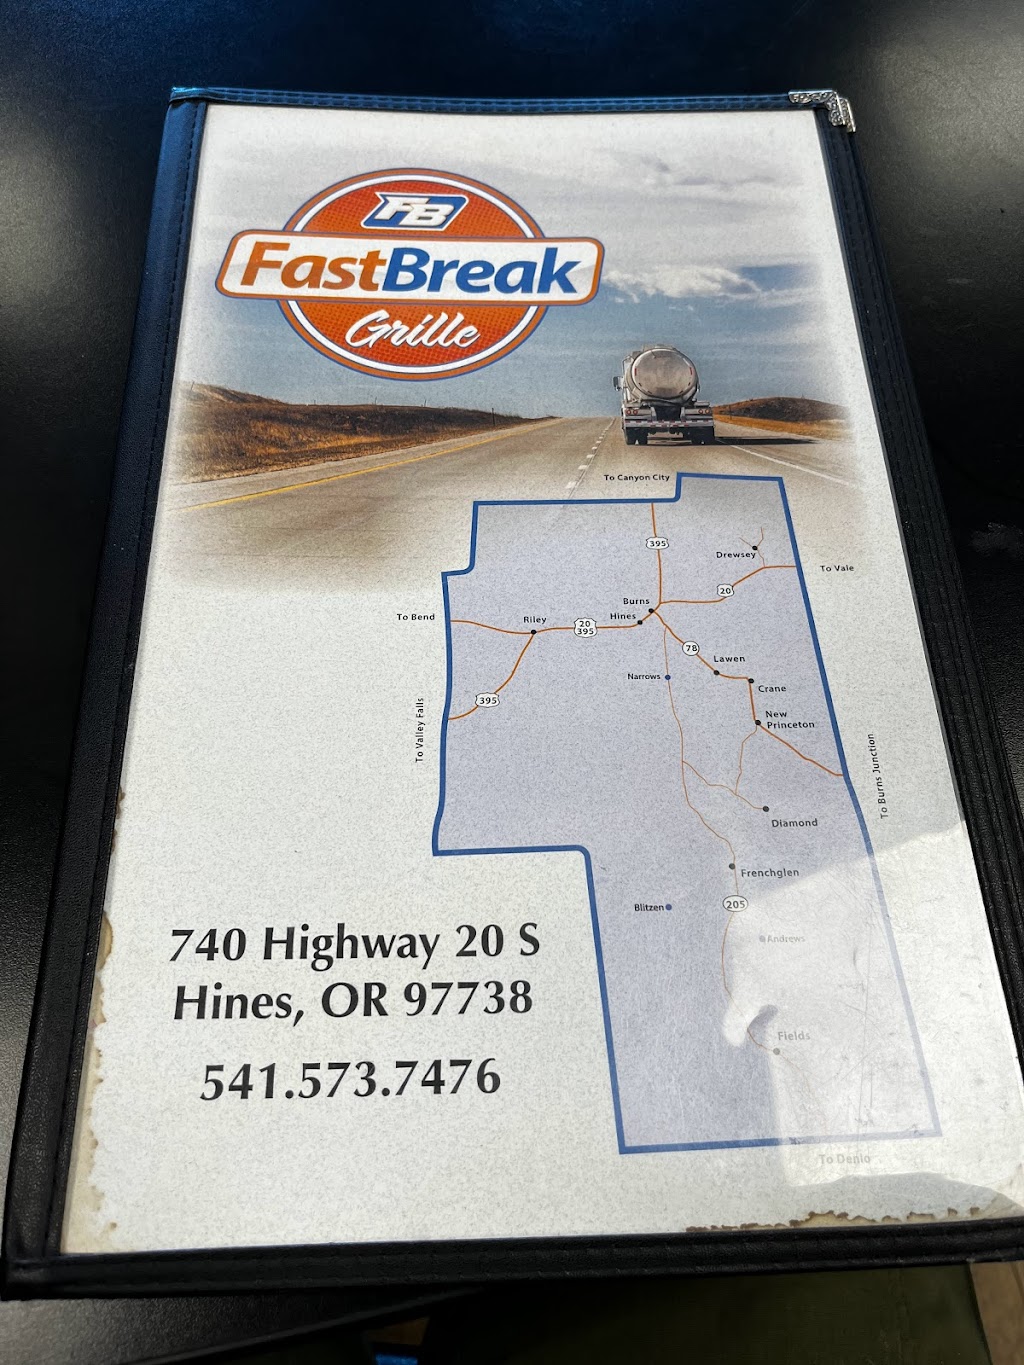 FB
FastBreak
Grille
To Canyon City
395
Drewsey
To Vale
20
Burns
To Bend
Riley
20
395
Hines
78
Lawen
Narrows
Crane
395
New
Princeton
To Valley Falls
To Burns Junction
Diamond
Frenchglen
Blitzen
205
Andrews
Fields
To Denio
740 Highway 20 S
Hines, OR 97738
541.573.7476